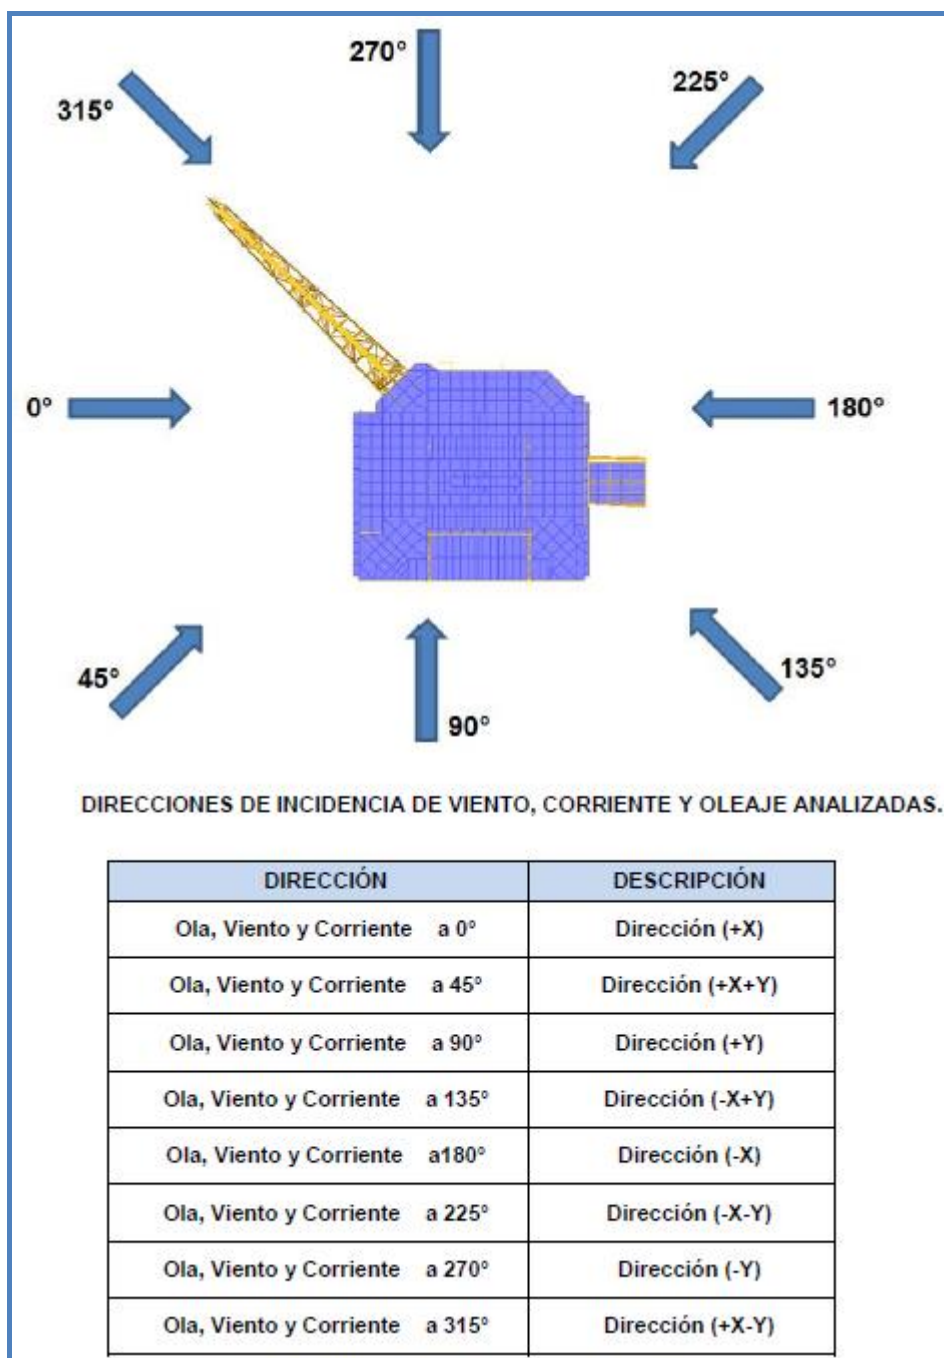 270°
225°
315°
0°
180°
45°
135°
90°
DIRECCIONES DE INCIDENCIA DE VIENTO, CORRIENTE Y OLEAJE ANALIZADAS.
DIRECCIÓN DESCRIPCIÓN
Ola, Viento y Corriente a 0° Dirección (+X)
Ola, Viento y Corriente a 45° Dirección (+X+Y)
Ola, Viento y Corriente a 90° Dirección (+Y)
Ola, Viento y Corriente a 135° Dirección (-X+Y)
Ola, Viento y Corriente a180° Dirección (-X)
Ola, Viento y Corriente a 225° Dirección (-X-Y)
Ola, Viento y Corriente a 270° Dirección (-Y)
Ola, Viento y Corriente a 315° Dirección (+X-Y)